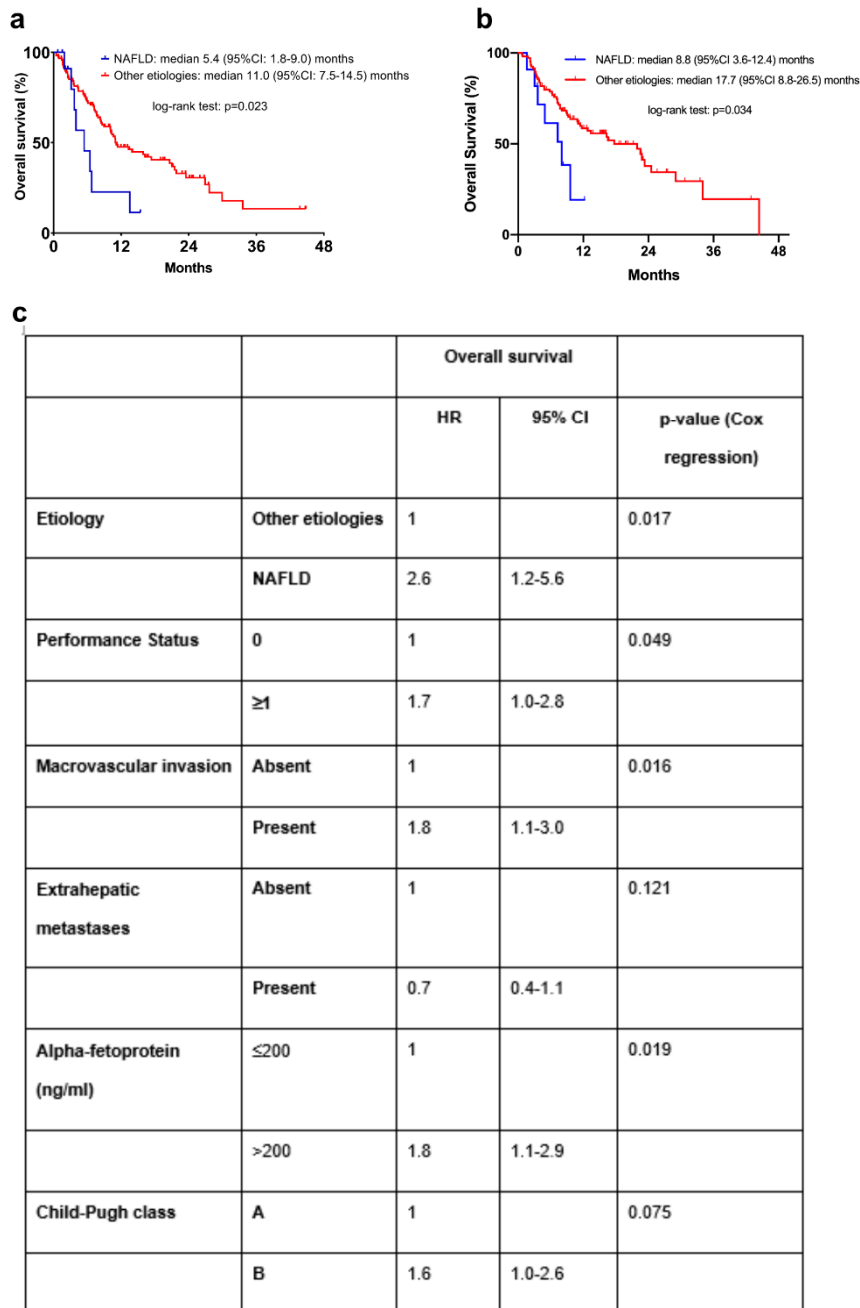 a
NAFLD: median 5.4 (95%CI: 1.8-9.0) months
Other etiologies: median 11.0 (95%CI: 7.5-14.5) months
log-rank test: p=0.023
Overall survival (%)
100
50
0
0 12 24 36 48
Months
b
NAFLD: median 8.8 (95%CI 3.6-12.4) months
Other etiologies: median 17.7 (95%CI 8.8-26.5) months
log-rank test: p=0.034
Overall Survival (%)
100
50
0
0 12 24 36 48
Months
c
Overall survival
HR 95% CI p-value (Cox
regression)
Etiology Other etiologies 1 0.017
NAFLD 2.6 1.2-5.6
Performance Status 0 1 0.049
≥1 1.7 1.0-2.8
Macrovascular invasion Absent 1 0.016
Present 1.8 1.1-3.0
Extrahepatic Absent 1 0.121
metastases
Present 0.7 0.4-1.1
Alpha-fetoprotein ≤200 1 0.019
(ng/ml)
>200 1.8 1.1-2.9
Child-Pugh class A 1 0.075
B 1.6 1.0-2.6